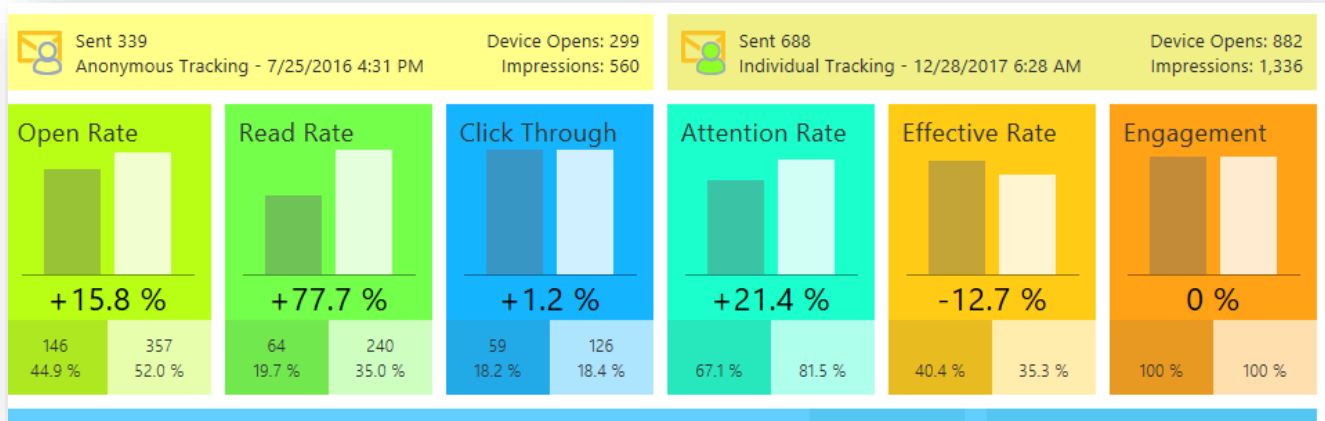 Sent 339
Anonymous Tracking - 7/25/2016 4:31 PM
Device Opens: 299
Impressions: 560
Sent 688
Individual Tracking - 12/28/2017 6:28 AM
Device Opens: 882
Impressions: 1,336
Open Rate
+15.8 %
146
44.9 %
357
52.0 %
Read Rate
+77.7 %
64
19.7 %
240
35.0 %
Click Through
+1.2 %
59
18.2 %
126
18.4 %
Attention Rate
+21.4 %
67.1 %
81.5 %
Effective Rate
-12.7 %
40.4 %
35.3 %
Engagement
0 %
100 %
100 %